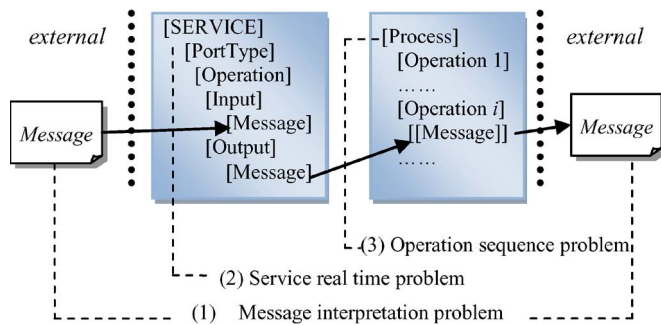 external
Message
[SERVICE]
[PortType]
[Operation]
[Input]
[Message]
[Output]
[Message]
[Process]
[Operation 1]
……
[Operation i]
[[Message]]
……
external
Message
(3) Operation sequence problem
(2) Service real time problem
(1) Message interpretation problem